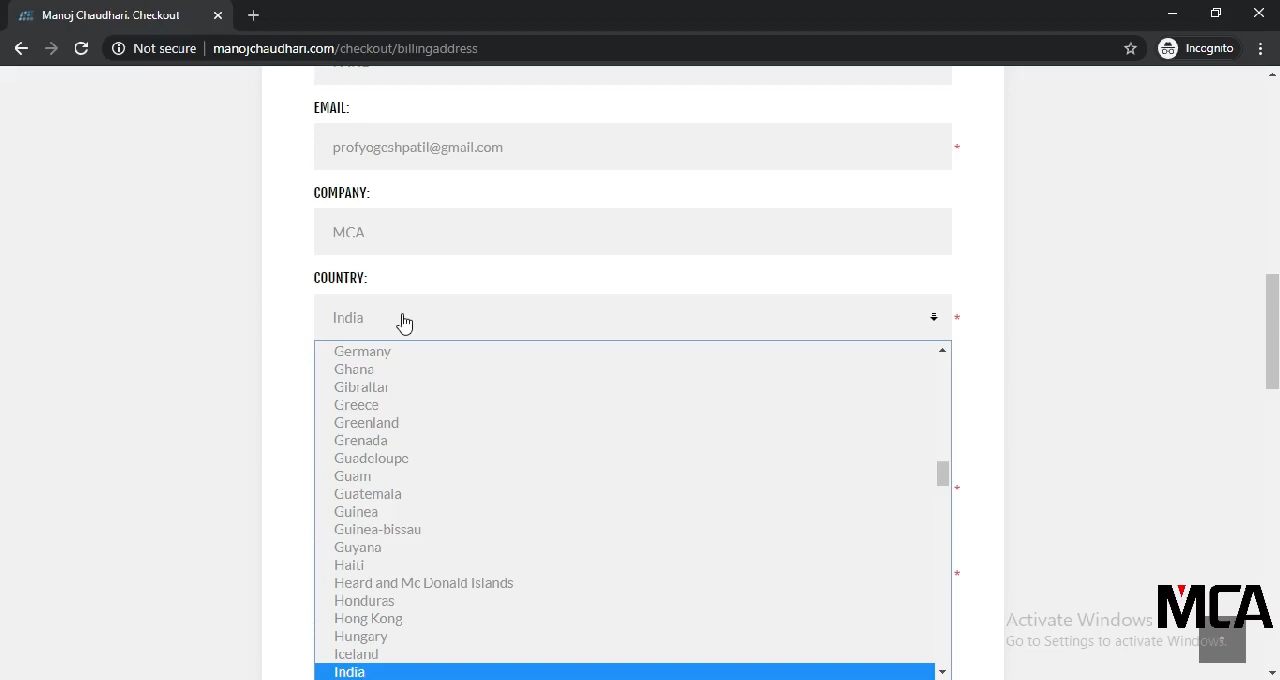 Manoj Chaudhari. Checkout
Not secure manojchaudhari.com/checkout/billingaddress
Incognito
EMAIL:
profyogeshpatil@gmail.com *
COMPANY:
MCA
COUNTRY:
India *
Germany
Ghana
Gibraltar
Greece
Greenland
Grenada
Guadeloupe
Guam
Guatemala
Guinea
Guinea-bissau
Guyana
Haiti
Heard and Mc Donald Islands
Honduras
Hong Kong
Hungary
Iceland
India
*
*
MCA
Activate Windows
Go to Settings to activate Windows.